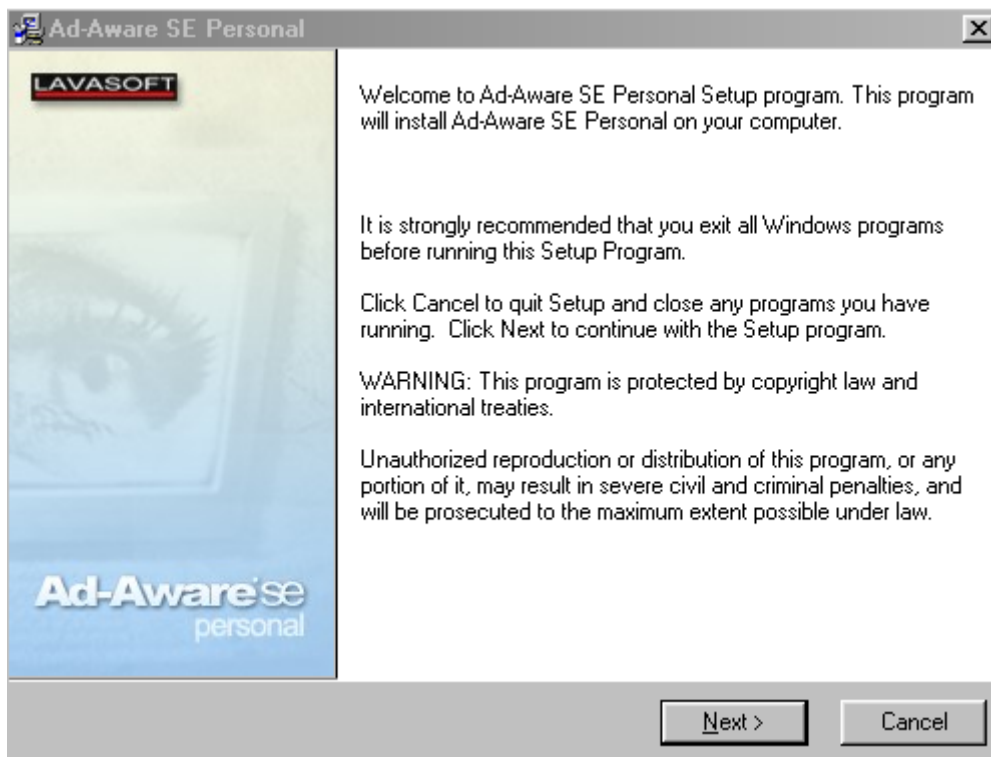 Ad-Aware SE Personal
LAVASOFT
Welcome to Ad-Aware SE Personal Setup program. This program
will install Ad-Aware SE Personal on your computer.
It is strongly recommended that you exit all Windows programs
before running this Setup Program.
Click Cancel to quit Setup and close any programs you have
running. Click Next to continue with the Setup program.
WARNING: This program is protected by copyright law and
international treaties.
Unauthorized reproduction or distribution of this program, or any
portion of it, may result in severe civil and criminal penalties, and
will be prosecuted to the maximum extent possible under law.
Ad-Aware se
personal
Next >
Cancel